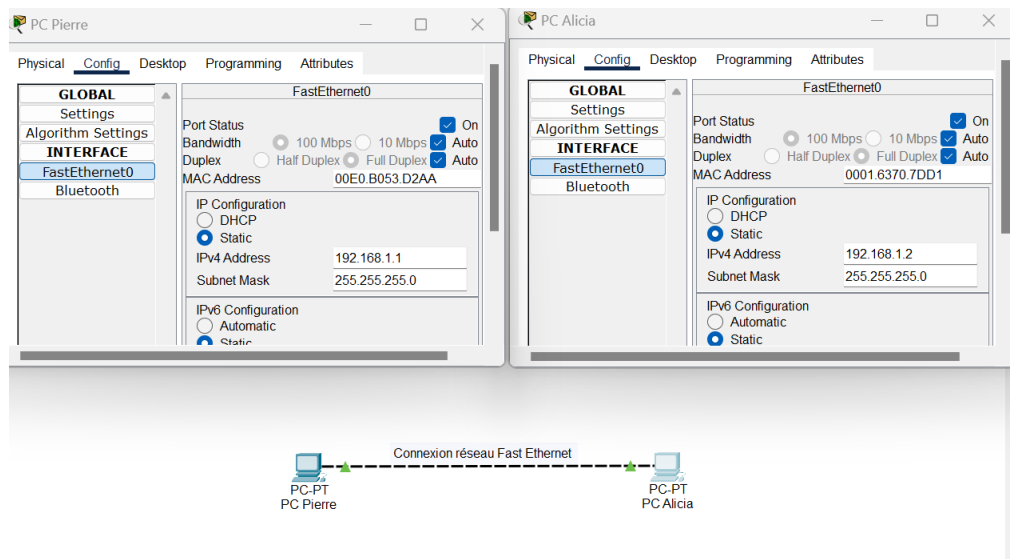 PC Pierre
Physical Config Desktop Programming Attributes
GLOBAL
Settings
Algorithm Settings
INTERFACE
FastEthernet0
Bluetooth
FastEthernet0
Port Status On
Bandwidth 100 Mbps 10 Mbps Auto
Duplex Half Duplex Full Duplex Auto
MAC Address 00E0.B053.D2AA
IP Configuration
DHCP
Static
IPv4 Address 192.168.1.1
Subnet Mask 255.255.255.0
IPv6 Configuration
Automatic
Static
PC Alicia
Physical Config Desktop Programming Attributes
GLOBAL
Settings
Algorithm Settings
INTERFACE
FastEthernet0
Bluetooth
FastEthernet0
Port Status On
Bandwidth 100 Mbps 10 Mbps Auto
Duplex Half Duplex Full Duplex Auto
MAC Address 0001.6370.7DD1
IP Configuration
DHCP
Static
IPv4 Address 192.168.1.2
Subnet Mask 255.255.255.0
IPv6 Configuration
Automatic
Static
Connexion réseau Fast Ethernet
PC-PT
PC Pierre
PC-PT
PC Alicia